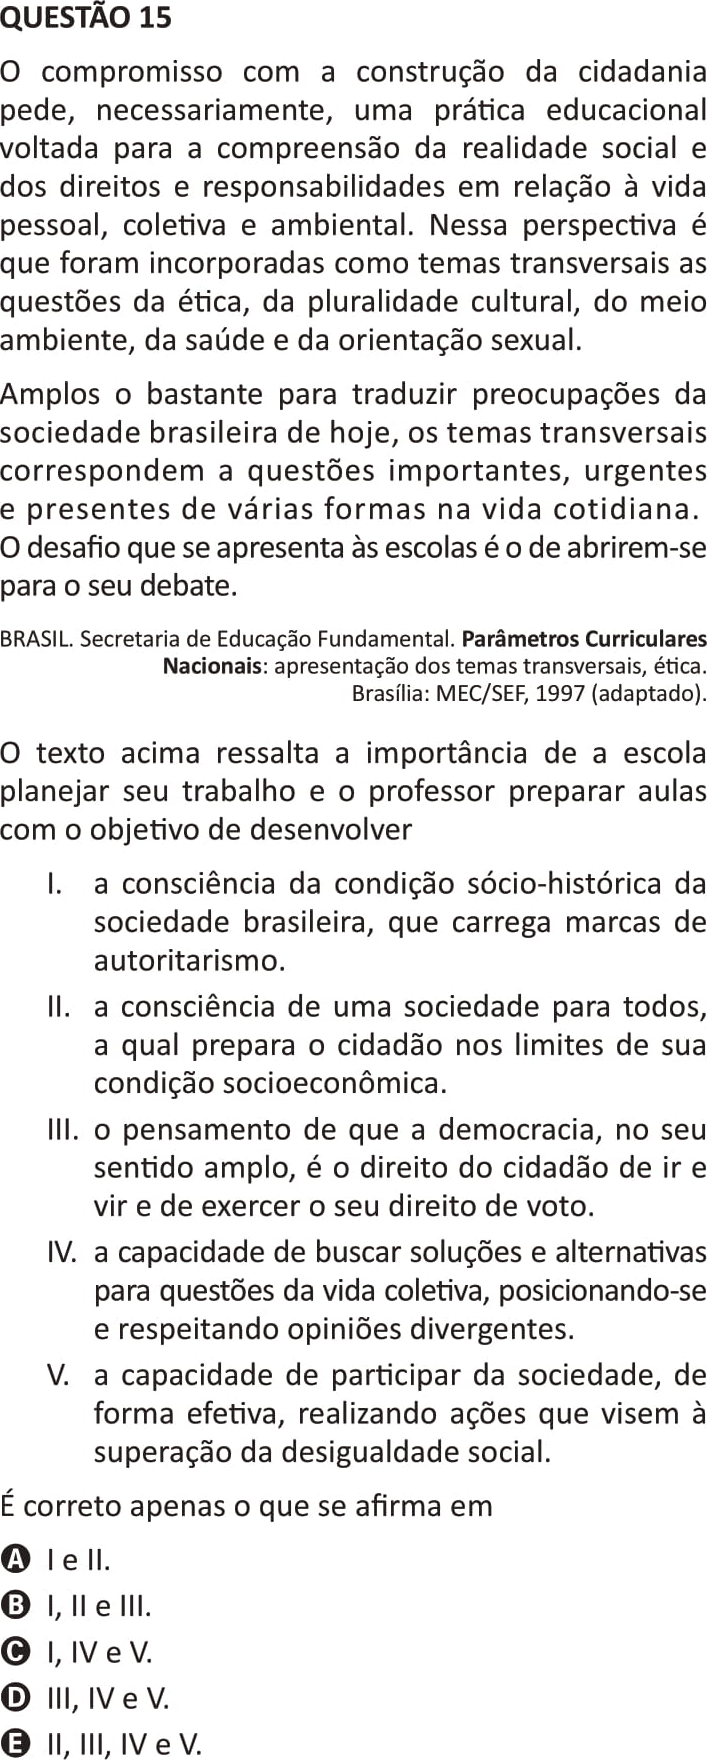 QUESTÃO 15
O compromisso com a construção da cidadania
pede, necessariamente, uma prática educacional
voltada para a compreensão da realidade social e
dos direitos e responsabilidades em relação à vida
pessoal, coletiva e ambiental. Nessa perspectiva é
que foram incorporadas como temas transversais as
questões da ética, da pluralidade cultural, do meio
ambiente, da saúde e da orientação sexual.
Amplos o bastante para traduzir preocupações da
sociedade brasileira de hoje, os temas transversais
correspondem a questões importantes, urgentes
e presentes de várias formas na vida cotidiana.
O desafio que se apresenta às escolas é o de abrirem-se
para o seu debate.
BRASIL. Secretaria de Educação Fundamental. Parâmetros Curriculares
Nacionais: apresentação dos temas transversais, ética.
Brasília: MEC/SEF, 1997 (adaptado).
O texto acima ressalta a importância de a escola
planejar seu trabalho e o professor preparar aulas
com o objetivo de desenvolver
I. a consciência da condição sócio-histórica da
sociedade brasileira, que carrega marcas de
autoritarismo.
II. a consciência de uma sociedade para todos,
a qual prepara o cidadão nos limites de sua
condição socioeconômica.
III. o pensamento de que a democracia, no seu
sentido amplo, é o direito do cidadão de ir e
vir e de exercer o seu direito de voto.
IV. a capacidade de buscar soluções e alternativas
para questões da vida coletiva, posicionando-se
e respeitando opiniões divergentes.
V. a capacidade de participar da sociedade, de
forma efetiva, realizando ações que visem à
superação da desigualdade social.
É correto apenas o que se afirma em
A I e II.
B I, II e III.
C I, IV e V.
D III, IV e V.
E II, III, IV e V.